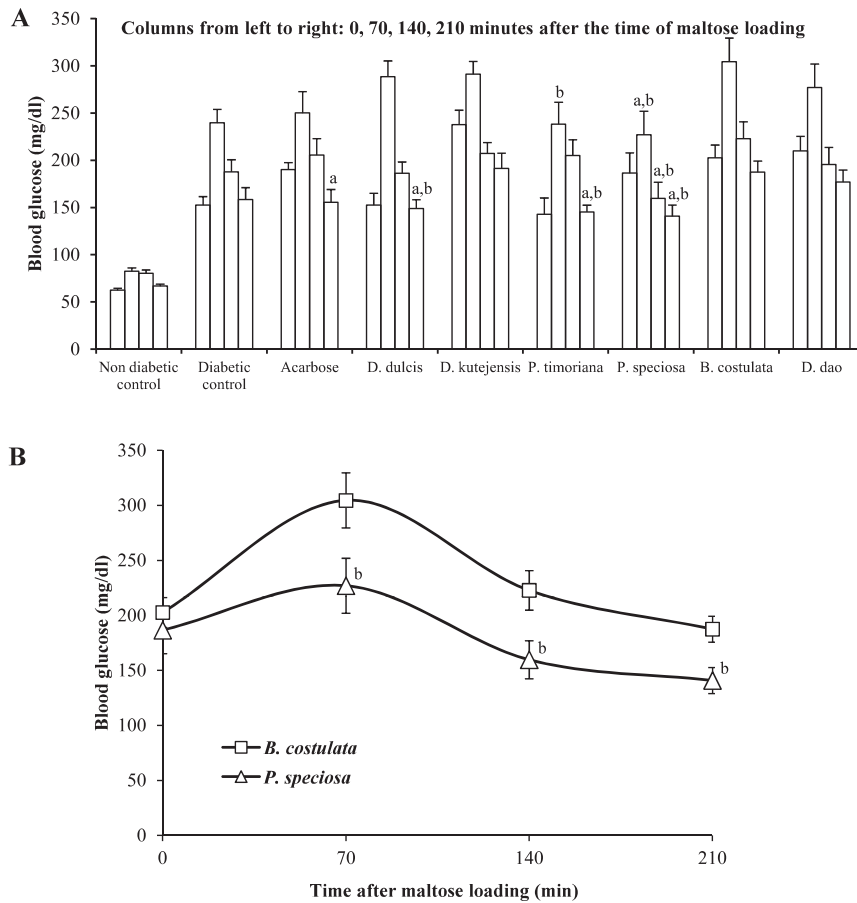 A
Columns from left to right: 0, 70, 140, 210 minutes after the time of maltose loading
Blood glucose (mg/dl)
350
300
250
200
150
100
50
0
a
a,b
b
a,b
a,b
a,b
a,b
Non diabetic control
Diabetic control
Acarbose
D. dulcis
D. kutejensis
P. timoriana
P. speciosa
B. costulata
D. dao
B
Blood glucose (mg/dl)
350
300
250
200
150
100
50
0
b
b
b
B. costulata
P. speciosa
0 70 140 210
Time after maltose loading (min)